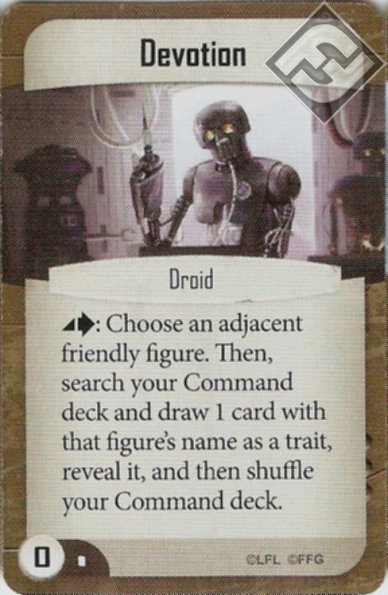 Devotion
Droid
: Choose an adjacent
friendly figure. Then,
search your Command
deck and draw 1 card with
that figure's name as a trait,
reveal it, and then shuffle
your Command deck.
0
©LFL ©FFG